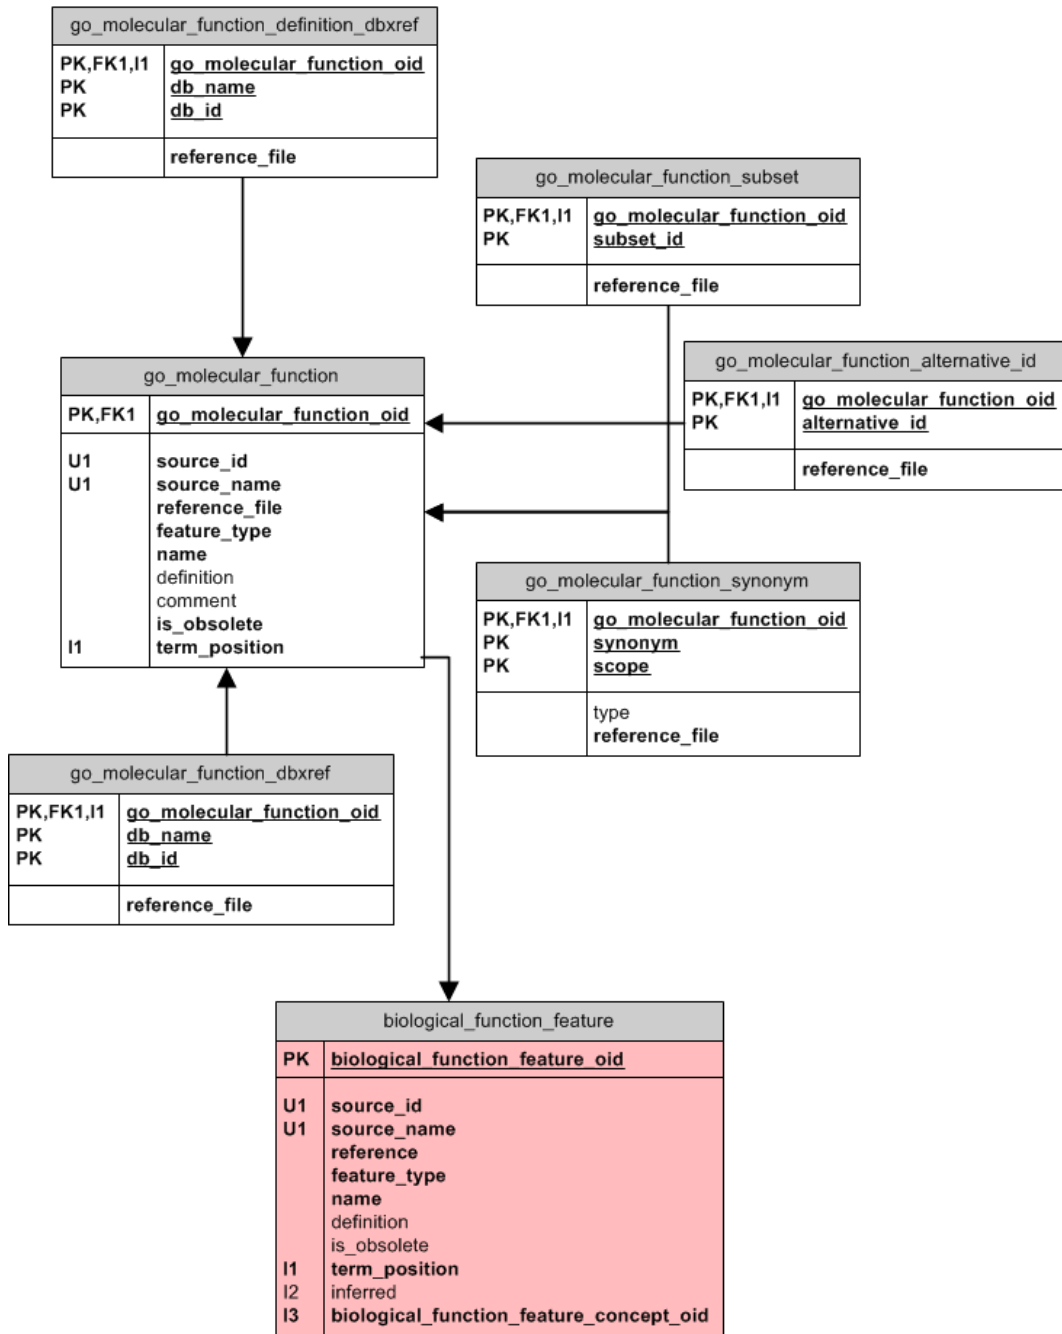 go_molecular_function_definition_dbxref
PK,FK1,I1 go_molecular_function_oid
PK db_name
PK db_id
reference_file
go_molecular_function_subset
PK,FK1,I1 go_molecular_function_oid
PK subset_id
reference_file
go_molecular_function_alternative_id
PK,FK1,I1 go_molecular_function_oid
PK alternative_id
reference_file
go_molecular_function
PK,FK1 go_molecular_function_oid
U1 source_id
U1 source_name
reference_file
feature_type
name
definition
comment
is_obsolete
I1 term_position
go_molecular_function_synonym
PK,FK1,I1 go_molecular_function_oid
PK synonym
PK scope
type
reference_file
go_molecular_function_dbxref
PK,FK1,I1 go_molecular_function_oid
PK db_name
PK db_id
reference_file
biological_function_feature
PK biological_function_feature_oid
U1 source_id
U1 source_name
reference
feature_type
name
definition
is_obsolete
I1 term_position
I2 inferred
I3 biological_function_feature_concept_oid